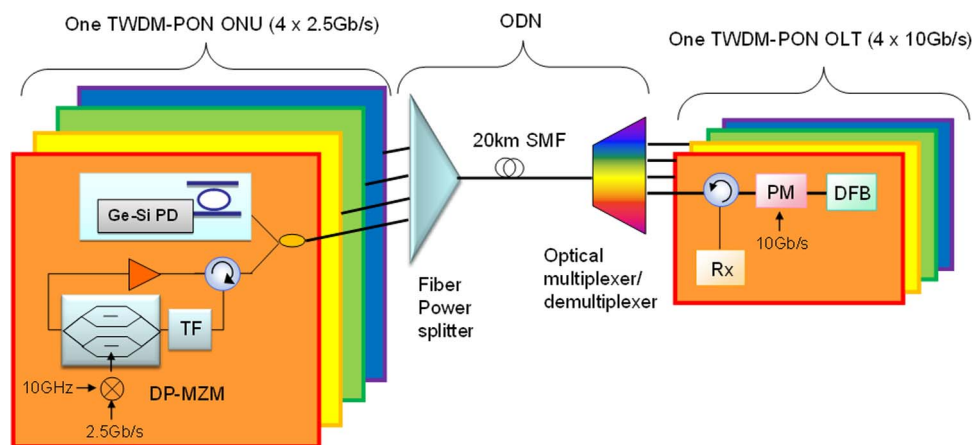 One TWDM-PON ONU (4 x 2.5Gb/s)
ODN
One TWDM-PON OLT (4 x 10Gb/s)
20km SMF
Ge-Si PD
PM
DFB
10Gb/s
Rx
TF
10GHz
DP-MZM
2.5Gb/s
Fiber
Power
splitter
Optical
multiplexer/
demultiplexer